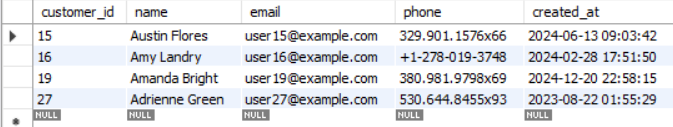 customer_id name email phone created_at
15 Austin Flores user15@example.com 329.901.1576x66 2024-06-13 09:03:42
16 Amy Landry user16@example.com +1-278-019-3748 2024-02-28 17:51:50
19 Amanda Bright user19@example.com 380.981.9798x69 2024-12-20 22:58:15
27 Adrienne Green user27@example.com 530.644.8455x93 2023-08-22 01:55:29
NULL NULL NULL NULL NULL